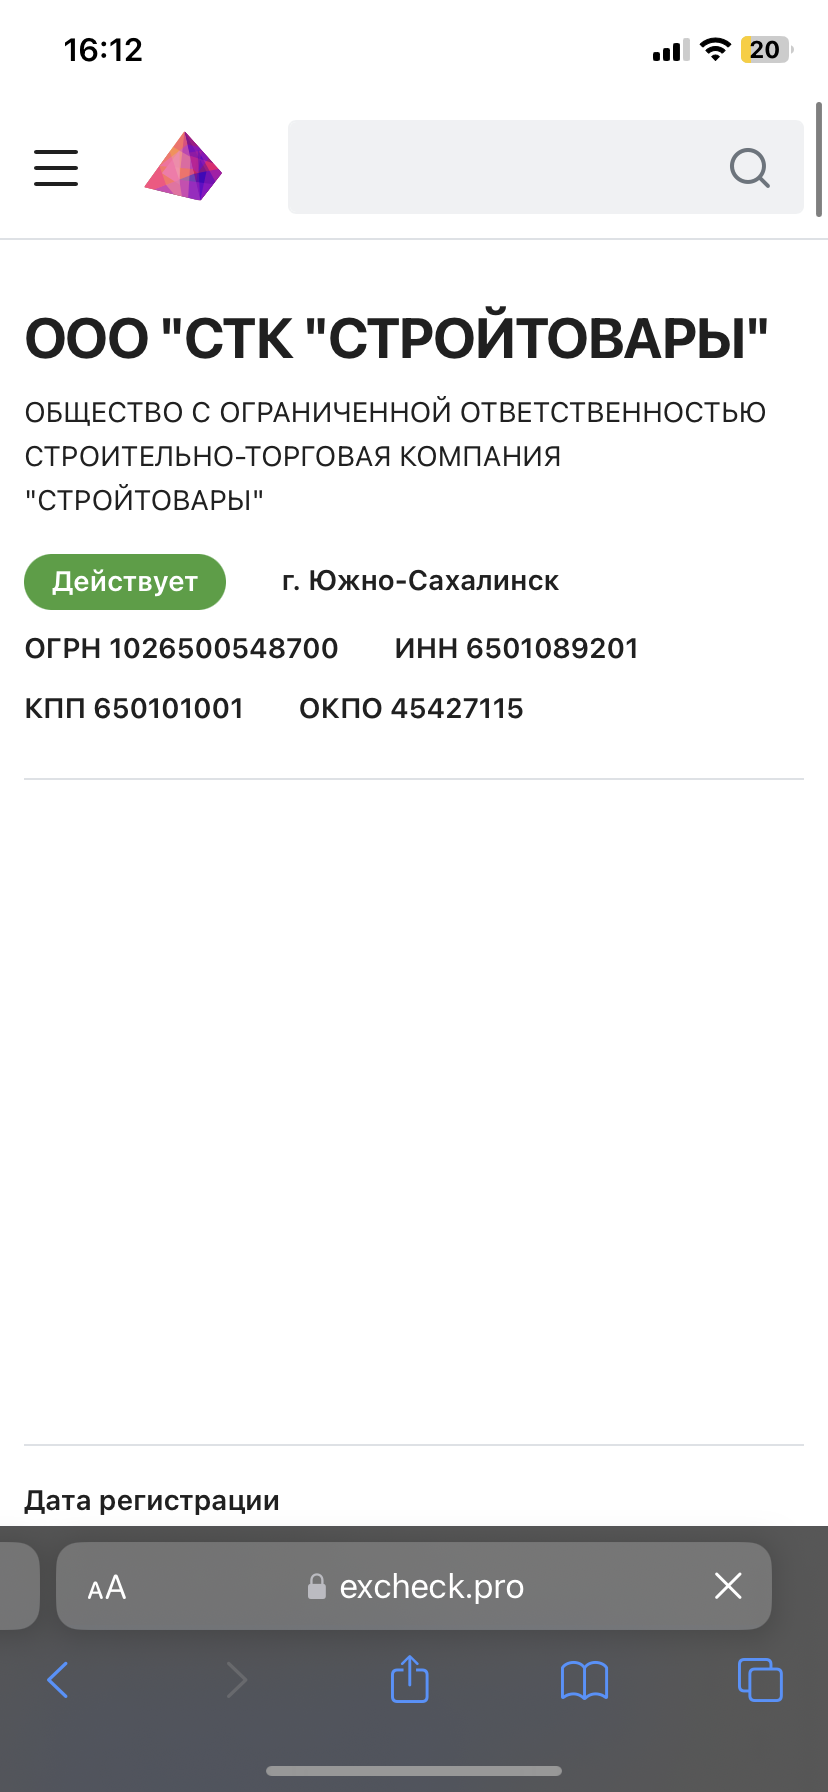 16:12
20
ООО "СТК "СТРОЙТОВАРЫ"
ОБЩЕСТВО С ОГРАНИЧЕННОЙ ОТВЕТСТВЕННОСТЬЮ
СТРОИТЕЛЬНО-ТОРГОВАЯ КОМПАНИЯ
"СТРОЙТОВАРЫ"
Действует г. Южно-Сахалинск
ОГРН 1026500548700 ИНН 6501089201
КПП 650101001 ОКПО 45427115
Дата регистрации
AA excheck.pro